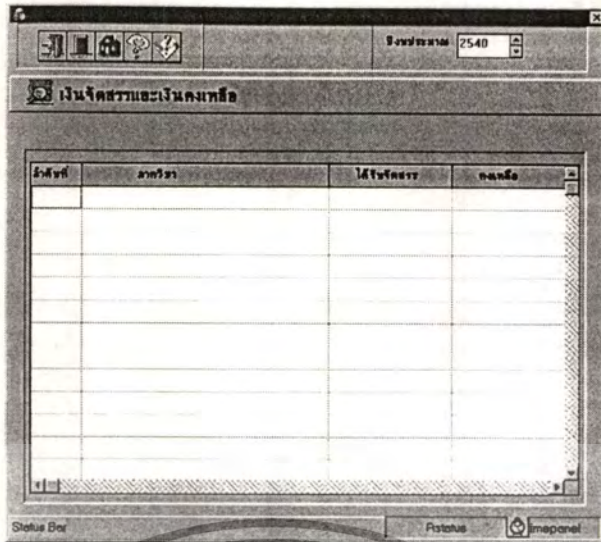 ปีงบประมาณ 2540
เงินจัดสรรและเงินคงเหลือ
ลำดับที่ ภาควิชา ได้รับจัดสรร คงเหลือ
Status Bar Pstatus timepanel